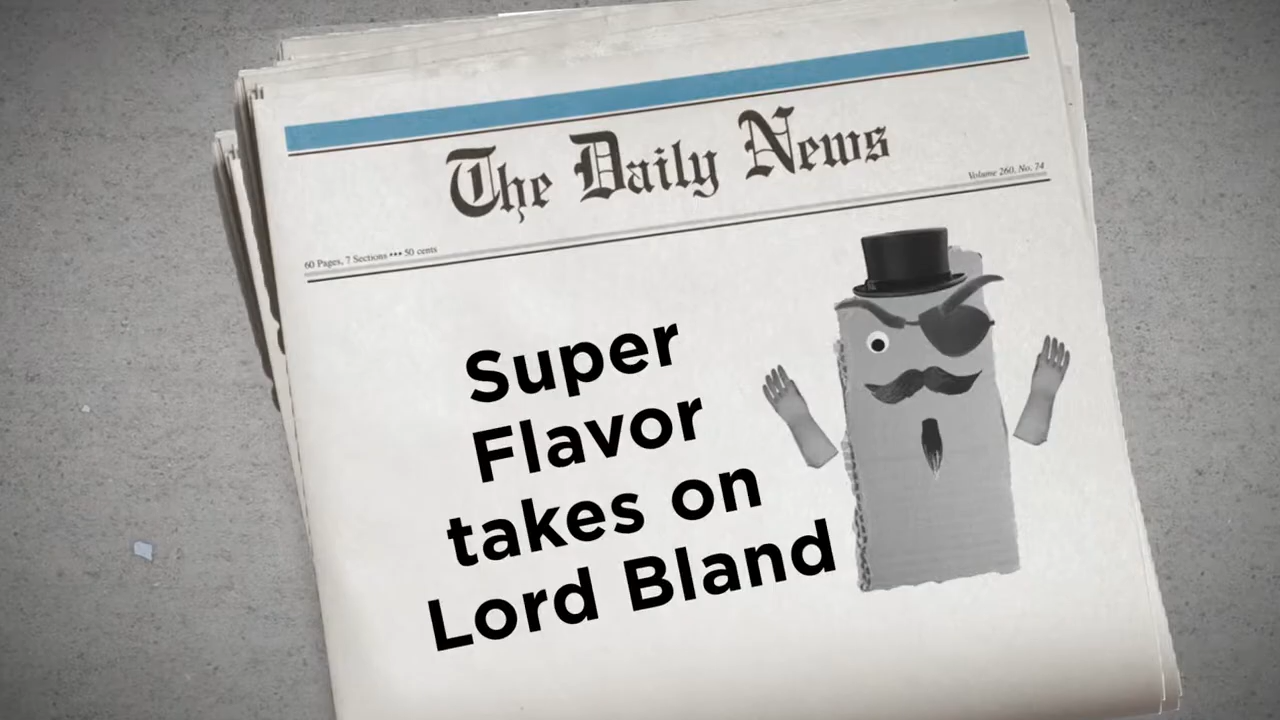 The Daily News
Volume 260, No. 74
60 Pages, 7 Sections ••• 50 cents
Super
Flavor
takes on
Lord Bland